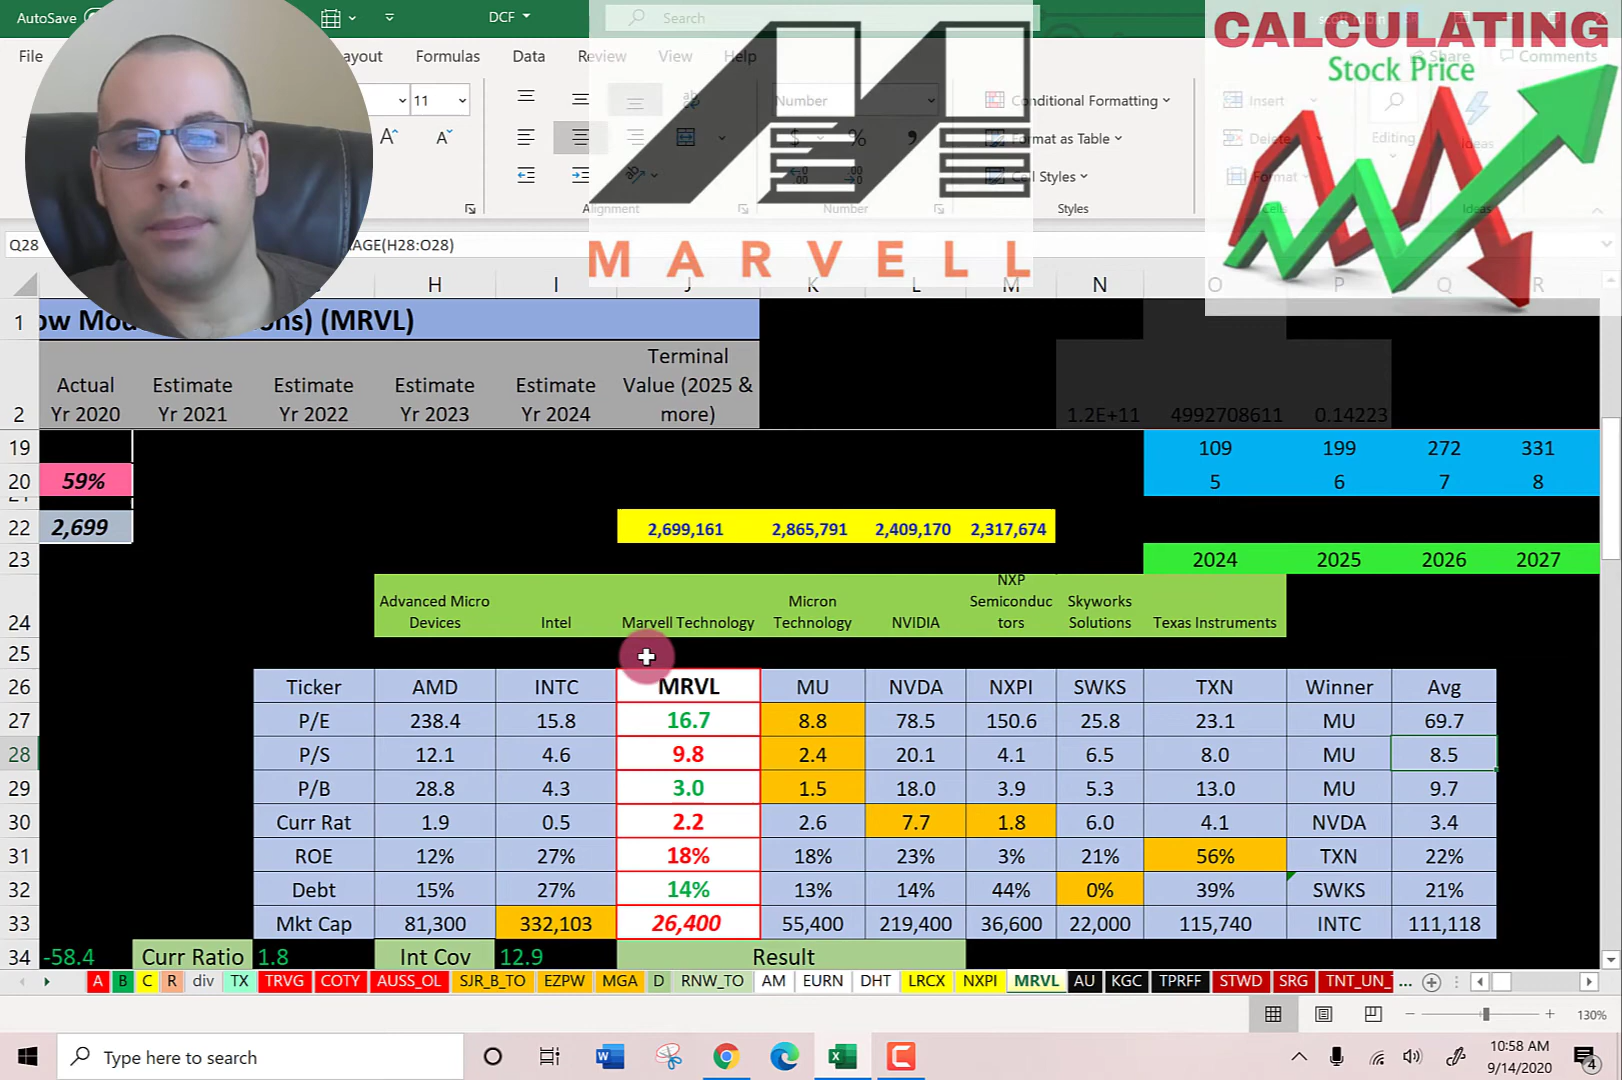 AutoSave
DCF
Search
scott rubin
File
ayout
Formulas
Data
Review
View
Help
Share
Comments
11
Number
Conditional Formatting
Format as Table
Cell Styles
Insert
Delete
Format
Editing
Ideas
Alignment
Number
Styles
Cells
Ideas
MARVELL
CALCULATING
Stock Price
Q28
AGE(H28:O28)
H I J K L M N O P Q R
1
2
Actual Yr 2020
Estimate Yr 2021
Estimate Yr 2022
Estimate Yr 2023
Estimate Yr 2024
Terminal Value (2025 & more)
1.2E+11 4992708611 0.14223
19 109 199 272 331
20 59% 5 6 7 8
22 2,699 2,699,161 2,865,791 2,409,170 2,317,674
23 2024 2025 2026 2027
24 Advanced Micro Devices Intel Marvell Technology Micron Technology NVIDIA NXP Semiconductors Skyworks Solutions Texas Instruments
25
26 Ticker AMD INTC MRVL MU NVDA NXPI SWKS TXN Winner Avg
27 P/E 238.4 15.8 16.7 8.8 78.5 150.6 25.8 23.1 MU 69.7
28 P/S 12.1 4.6 9.8 2.4 20.1 4.1 6.5 8.0 MU 8.5
29 P/B 28.8 4.3 3.0 1.5 18.0 3.9 5.3 13.0 MU 9.7
30 Curr Rat 1.9 0.5 2.2 2.6 7.7 1.8 6.0 4.1 NVDA 3.4
31 ROE 12% 27% 18% 18% 23% 3% 21% 56% TXN 22%
32 Debt 15% 27% 14% 13% 14% 44% 0% 39% SWKS 21%
33 Mkt Cap 81,300 332,103 26,400 55,400 219,400 36,600 22,000 115,740 INTC 111,118
34 -58.4 Curr Ratio 1.8 Int Cov 12.9 Result
A B C R div TX TRVG COTY AUSS_OL SJR_B_TO EZPW MGA D RNW_TO AM EURN DHT LRCX NXPI MRVL AU KGC TPRFF STWD SRG TNT_UN_ ...
130%
Type here to search
10:58 AM
9/14/2020
4